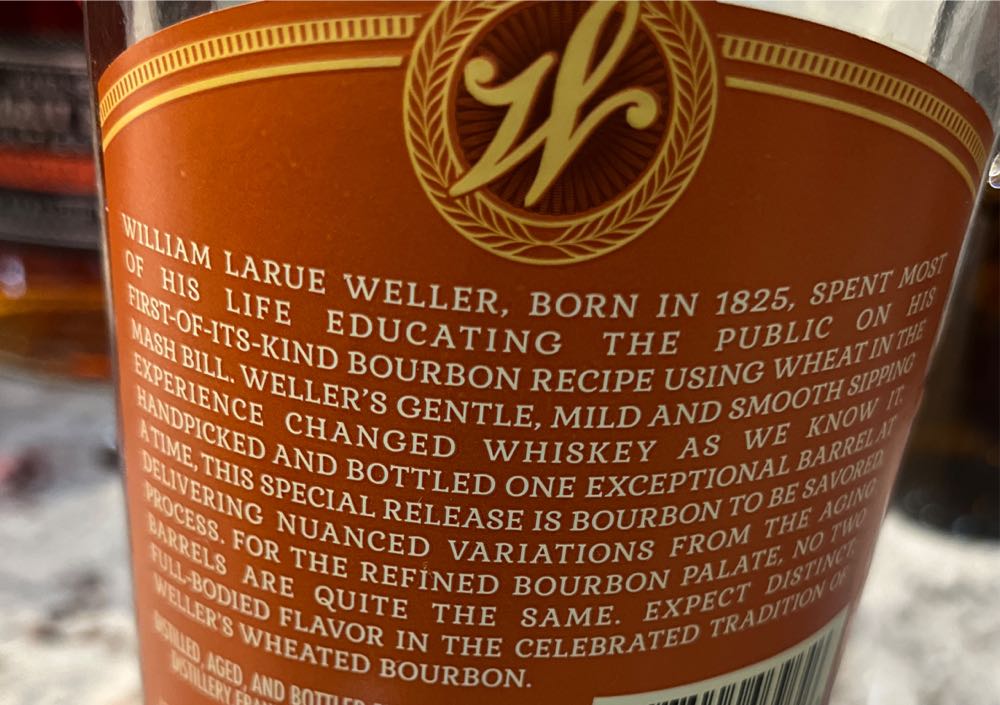 W
WILLIAM LARUE WELLER, BORN IN 1825, SPENT MOST
OF HIS LIFE EDUCATING THE PUBLIC ON HIS
FIRST-OF-ITS-KIND BOURBON RECIPE USING WHEAT IN THE
MASH BILL. WELLER'S GENTLE, MILD AND SMOOTH SIPPING
EXPERIENCE CHANGED WHISKEY AS WE KNOW IT.
HANDPICKED AND BOTTLED ONE EXCEPTIONAL BARREL AT
A TIME, THIS SPECIAL RELEASE IS BOURBON TO BE SAVORED,
DELIVERING NUANCED VARIATIONS FROM THE AGING
PROCESS. FOR THE REFINED BOURBON PALATE, NO TWO
BARRELS ARE QUITE THE SAME. EXPECT DISTINCT,
FULL-BODIED FLAVOR IN THE CELEBRATED TRADITION OF
WELLER'S WHEATED BOURBON.
DISTILLED, AGED, AND BOTTLED
DISTILLERY FRAN